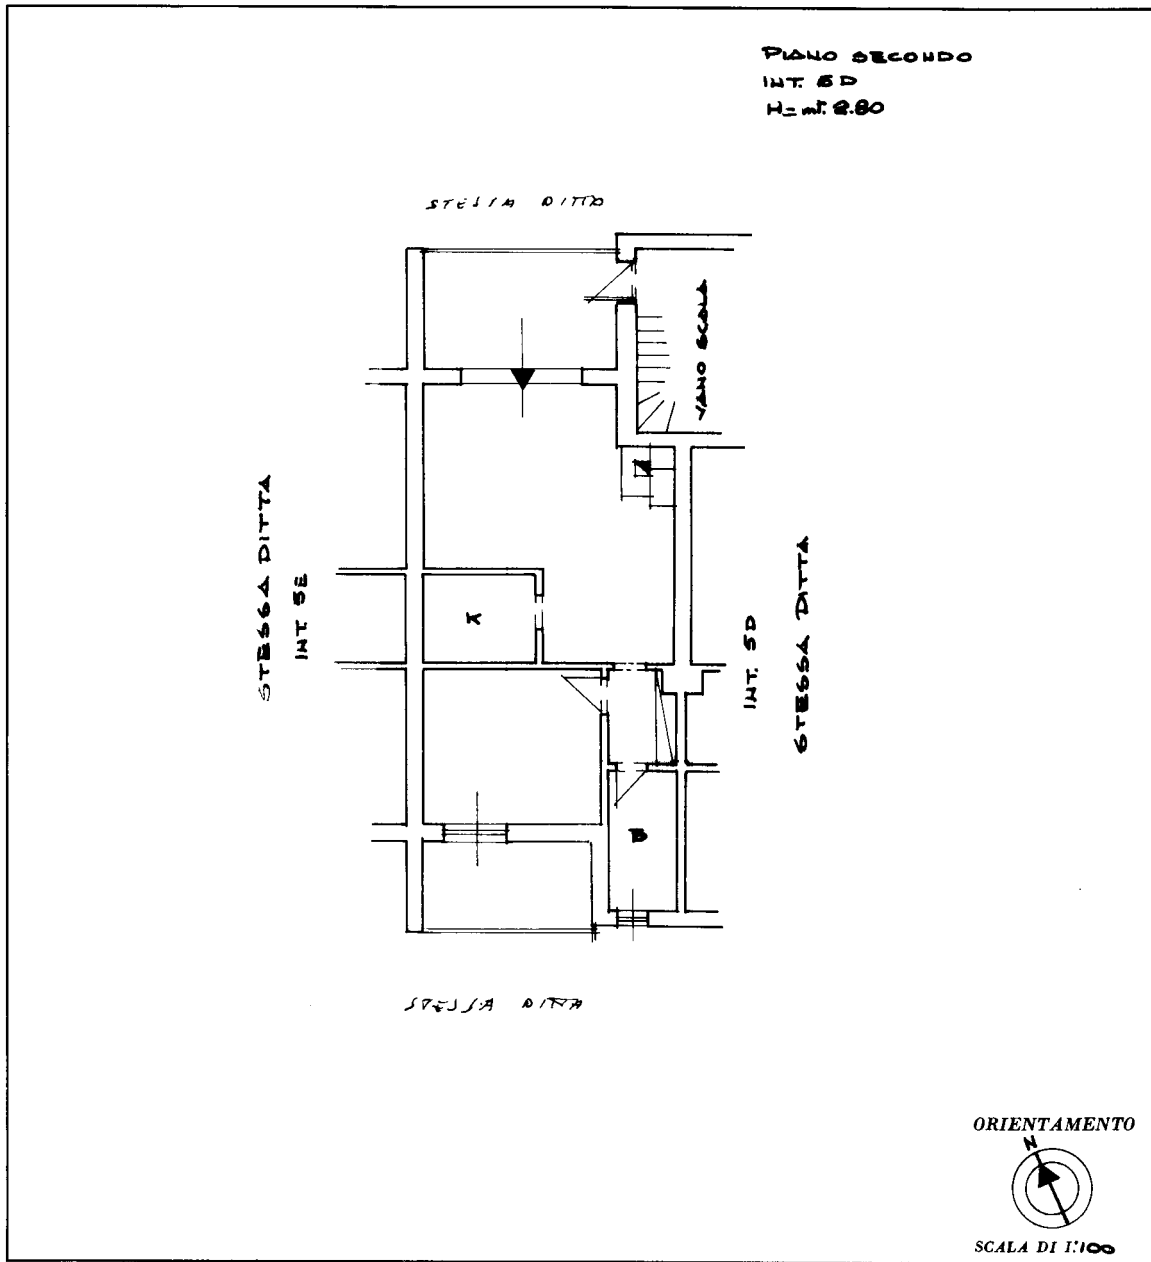 PIANO SECONDO
INT. 5D
H=mt. 2.80
STESSA DITTA
VANO SCALA
STESSA DITTA
INT. 5E
K
INT. 5D
STESSA DITTA
B
STESSA DITTA
ORIENTAMENTO
N
SCALA DI 1:100